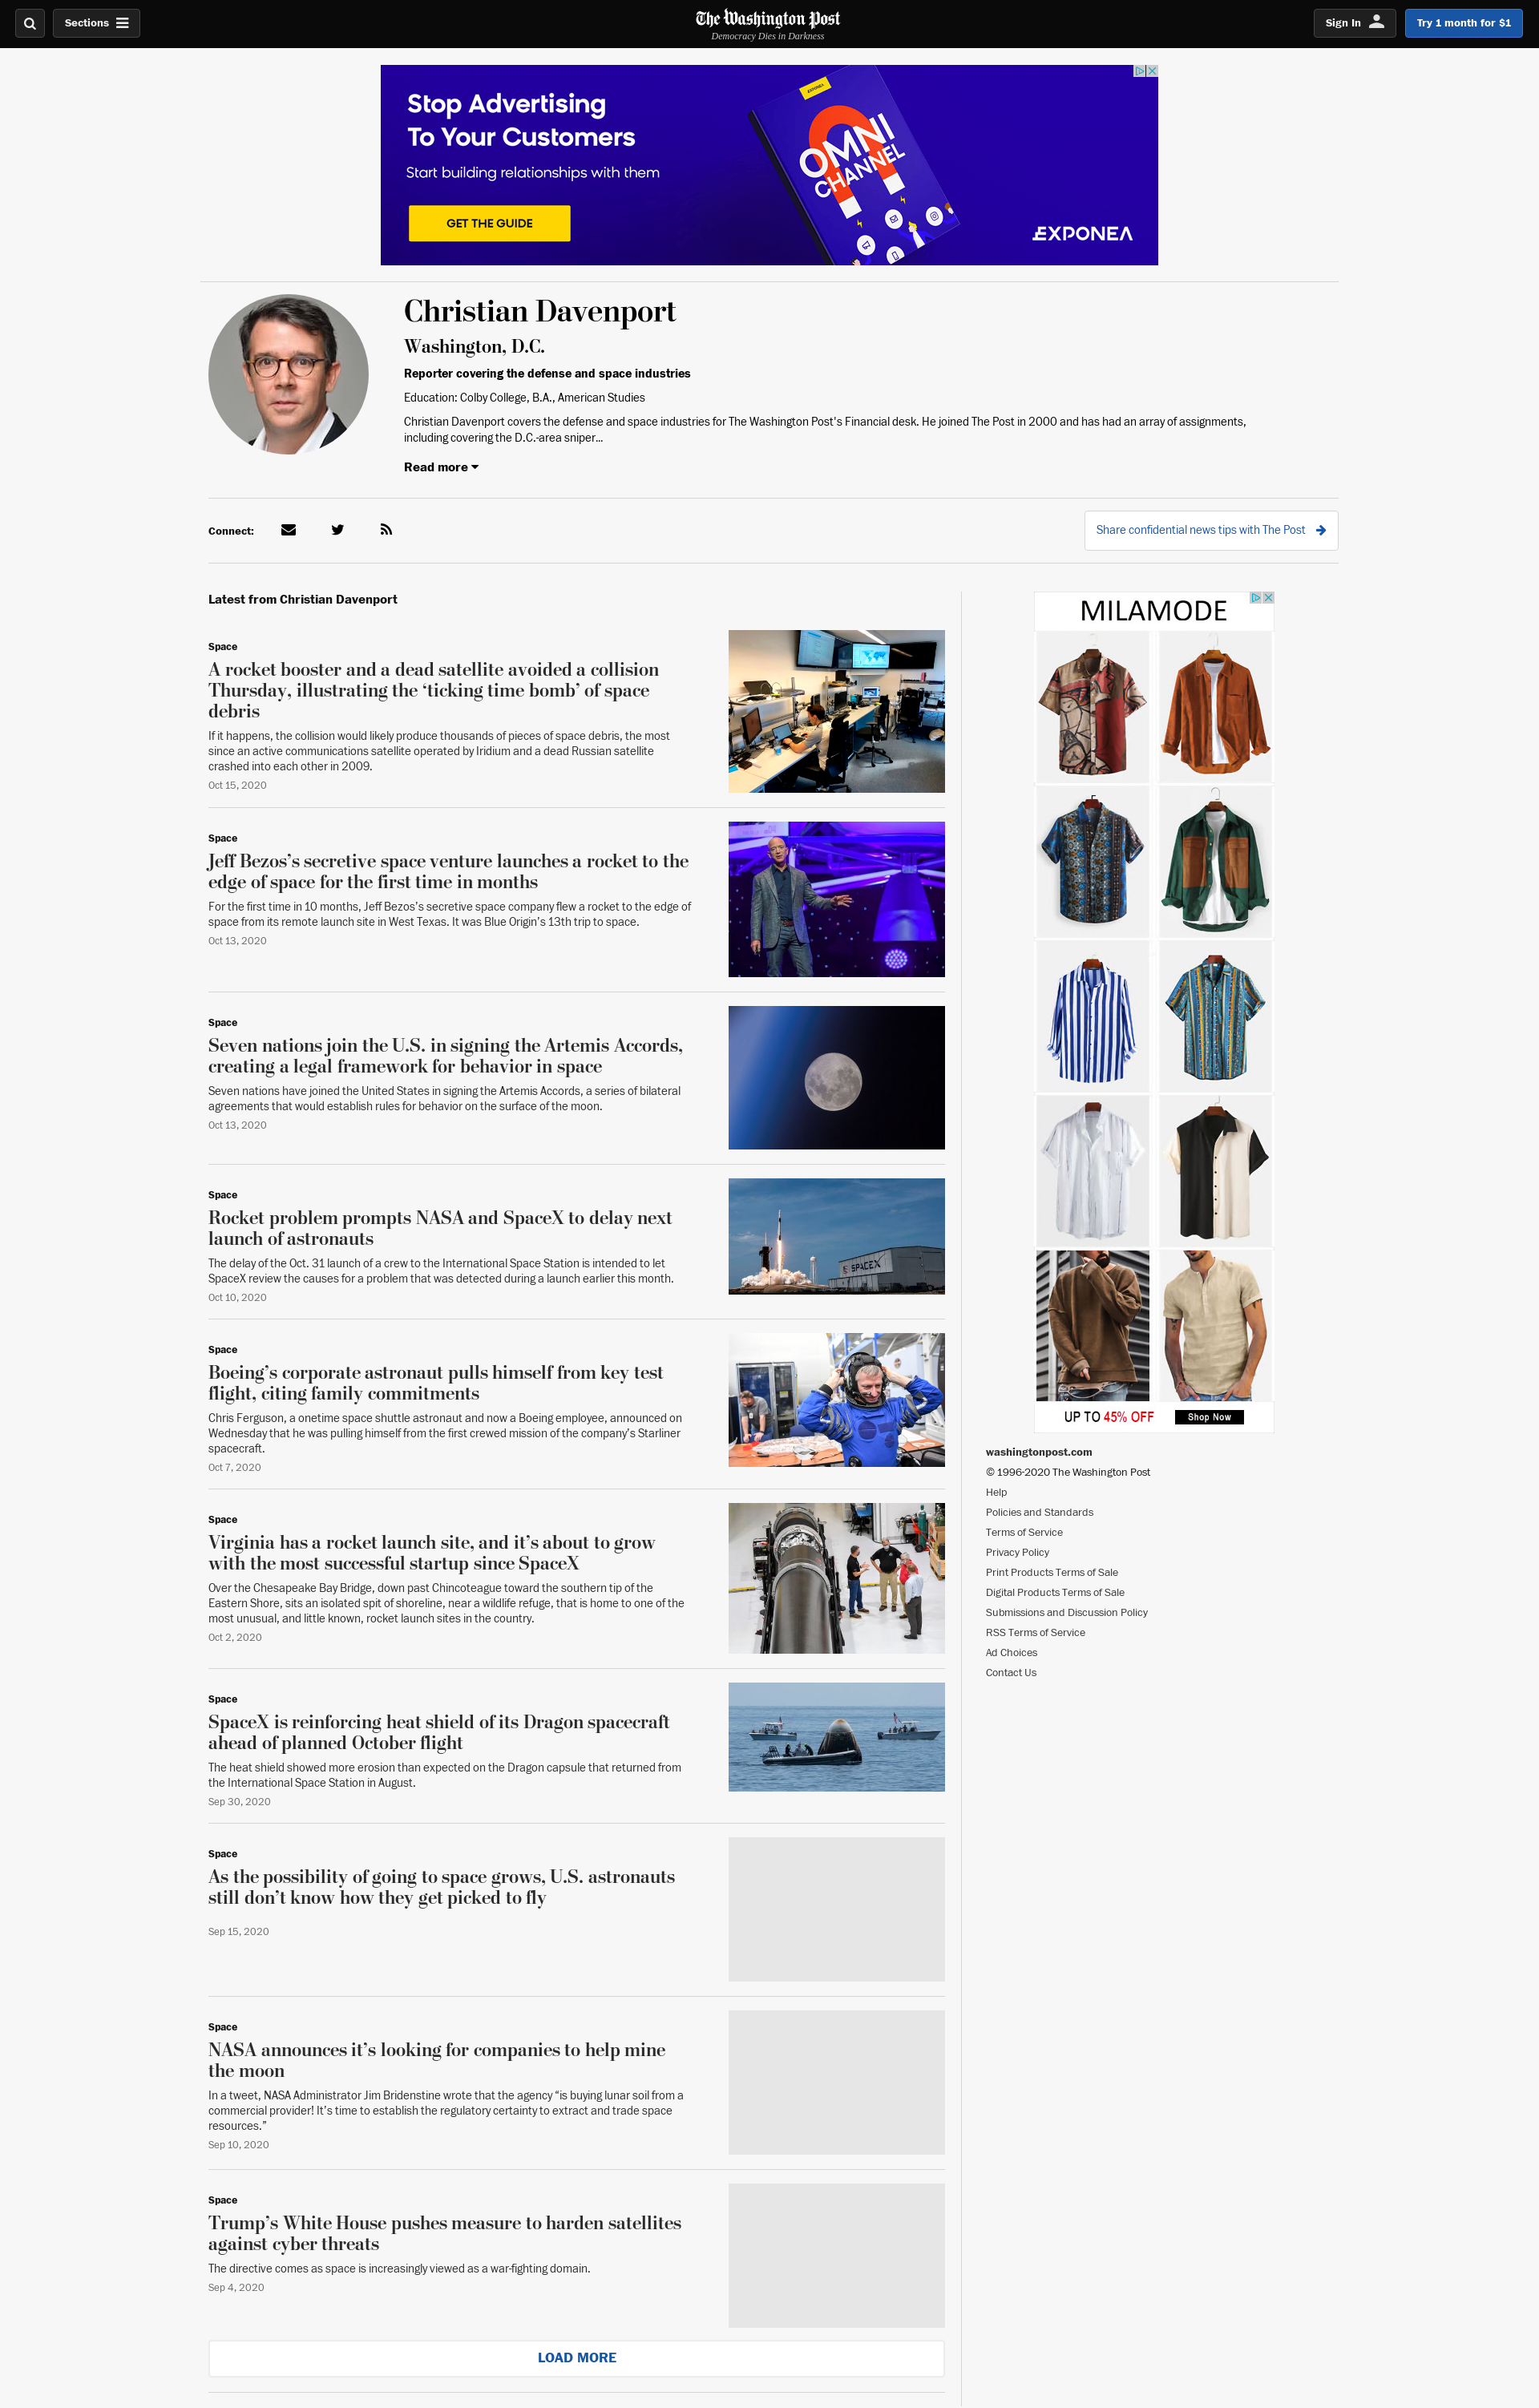 Sections
The Washington Post
Democracy Dies in Darkness
Sign In
Try 1 month for $1
Stop Advertising
To Your Customers
Start building relationships with them
GET THE GUIDE
OMNI
CHANNEL
EXPONEA
Christian Davenport
Washington, D.C.
Reporter covering the defense and space industries
Education: Colby College, B.A., American Studies
Christian Davenport covers the defense and space industries for The Washington Post's Financial desk. He joined The Post in 2000 and has had an array of assignments,
including covering the D.C.-area sniper...
Read more
Connect:
Share confidential news tips with The Post
Latest from Christian Davenport
Space
A rocket booster and a dead satellite avoided a collision
Thursday, illustrating the ‘ticking time bomb’ of space
debris
If it happens, the collision would likely produce thousands of pieces of space debris, the most
since an active communications satellite operated by Iridium and a dead Russian satellite
crashed into each other in 2009.
Oct 15, 2020
Space
Jeff Bezos’s secretive space venture launches a rocket to the
edge of space for the first time in months
For the first time in 10 months, Jeff Bezos’s secretive space company flew a rocket to the edge of
space from its remote launch site in West Texas. It was Blue Origin’s 13th trip to space.
Oct 13, 2020
Space
Seven nations join the U.S. in signing the Artemis Accords,
creating a legal framework for behavior in space
Seven nations have joined the United States in signing the Artemis Accords, a series of bilateral
agreements that would establish rules for behavior on the surface of the moon.
Oct 13, 2020
Space
Rocket problem prompts NASA and SpaceX to delay next
launch of astronauts
The delay of the Oct. 31 launch of a crew to the International Space Station is intended to let
SpaceX review the causes for a problem that was detected during a launch earlier this month.
Oct 10, 2020
SPACEX
Space
Boeing’s corporate astronaut pulls himself from key test
flight, citing family commitments
Chris Ferguson, a onetime space shuttle astronaut and now a Boeing employee, announced on
Wednesday that he was pulling himself from the first crewed mission of the company’s Starliner
spacecraft.
Oct 7, 2020
Space
Virginia has a rocket launch site, and it’s about to grow
with the most successful startup since SpaceX
Over the Chesapeake Bay Bridge, down past Chincoteague toward the southern tip of the
Eastern Shore, sits an isolated spit of shoreline, near a wildlife refuge, that is home to one of the
most unusual, and little known, rocket launch sites in the country.
Oct 2, 2020
Space
SpaceX is reinforcing heat shield of its Dragon spacecraft
ahead of planned October flight
The heat shield showed more erosion than expected on the Dragon capsule that returned from
the International Space Station in August.
Sep 30, 2020
Space
As the possibility of going to space grows, U.S. astronauts
still don’t know how they get picked to fly
Sep 15, 2020
Space
NASA announces it’s looking for companies to help mine
the moon
In a tweet, NASA Administrator Jim Bridenstine wrote that the agency “is buying lunar soil from a
commercial provider! It’s time to establish the regulatory certainty to extract and trade space
resources.”
Sep 10, 2020
Space
Trump’s White House pushes measure to harden satellites
against cyber threats
The directive comes as space is increasingly viewed as a war-fighting domain.
Sep 4, 2020
LOAD MORE
MILAMODE
UP TO 45% OFF
Shop Now
washingtonpost.com
© 1996-2020 The Washington Post
Help
Policies and Standards
Terms of Service
Privacy Policy
Print Products Terms of Sale
Digital Products Terms of Sale
Submissions and Discussion Policy
RSS Terms of Service
Ad Choices
Contact Us